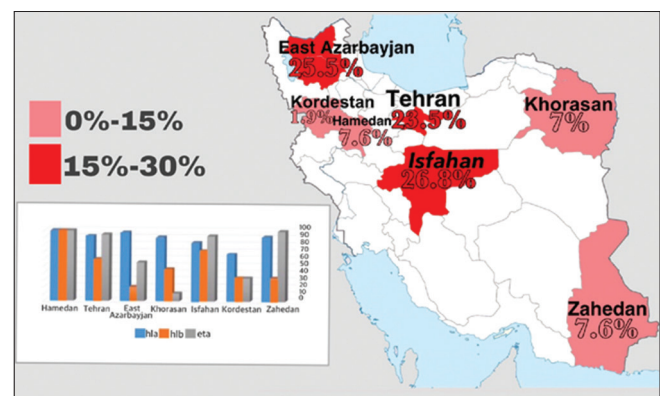 East Azarbayjan
25.5%
Kordestan
1.9%
Hamedan
7.6%
Tehran
23.5%
Khorasan
7%
Isfahan
26.8%
Zahedan
7.6%
0%-15%
15%-30%
100
90
80
70
60
50
40
30
20
10
0
Hamedan Tehran East Azarbayjan Khorasan Isfahan Kordestan Zahedan
hla hlb eta